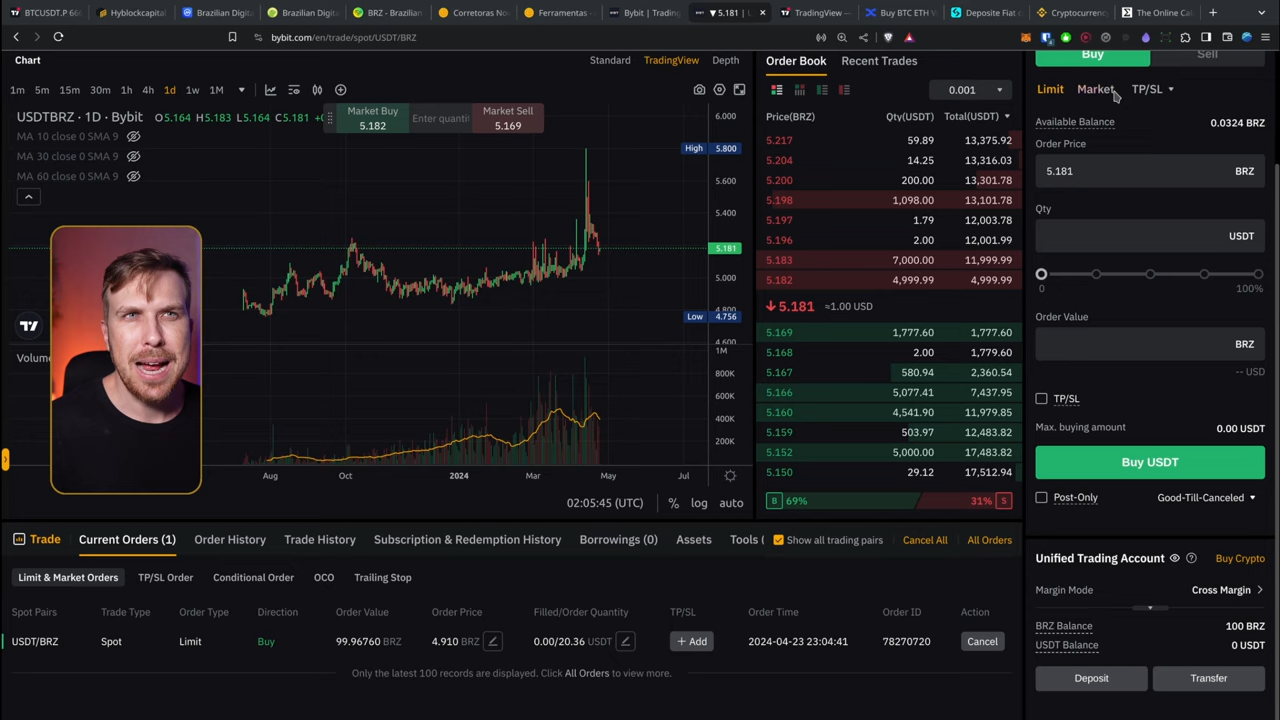 BTCUSDT.P 660
Hyblockcapital
Brazilian Digita
Brazilian Digita
BRZ - Brazilian
Corretoras Nov
Ferramentas -
Bybit | Trading
▼5.181 | L
TradingView —
Buy BTC ETH V
Deposite Fiat c
Cryptocurrency
The Online Cal
bybit.com/en/trade/spot/USDT/BRZ
Chart
Standard TradingView Depth
1m 5m 15m 30m 1h 4h 1d 1w 1M
USDTBRZ · 1D · Bybit O5.164 H5.183 L5.164 C5.181
MA 10 close 0 SMA 9
MA 30 close 0 SMA 9
MA 60 close 0 SMA 9
Market Buy
5.182
Enter quanti
Market Sell
5.169
6.000
High 5.800
5.600
5.400
5.181
5.000
4.800
Low 4.756
4.600
Volume
1M
800K
600K
400K
200K
Aug Oct 2024 Mar May Jul
02:05:45 (UTC) % log auto
Order Book Recent Trades
0.001
Price(BRZ) Qty(USDT) Total(USDT)
5.217 59.89 13,375.92
5.204 14.25 13,316.03
5.200 200.00 13,301.78
5.198 1,098.00 13,101.78
5.197 1.79 12,003.78
5.196 2.00 12,001.99
5.183 7,000.00 11,999.99
5.182 4,999.99 4,999.99
5.181 ≈1.00 USD
5.169 1,777.60 1,777.60
5.168 2.00 1,779.60
5.167 580.94 2,360.54
5.166 5,077.41 7,437.95
5.160 4,541.90 11,979.85
5.159 503.97 12,483.82
5.152 5,000.00 17,483.82
5.150 29.12 17,512.94
B 69% 31% S
Buy Sell
Limit Market TP/SL
Available Balance 0.0324 BRZ
Order Price
5.181 BRZ
Qty
USDT
0 100%
Order Value
BRZ
-- USD
TP/SL
Max. buying amount 0.00 USDT
Buy USDT
Post-Only Good-Till-Canceled
Trade Current Orders (1) Order History Trade History Subscription & Redemption History Borrowings (0) Assets Tools ( Show all trading pairs Cancel All All Orders
Limit & Market Orders TP/SL Order Conditional Order OCO Trailing Stop
Spot Pairs Trade Type Order Type Direction Order Value Order Price Filled/Order Quantity TP/SL Order Time Order ID Action
USDT/BRZ Spot Limit Buy 99.96760 BRZ 4.910 BRZ 0.00/20.36 USDT + Add 2024-04-23 23:04:41 78270720 Cancel
Only the latest 100 records are displayed. Click All Orders to view more.
Unified Trading Account Buy Crypto
Margin Mode Cross Margin
BRZ Balance 100 BRZ
USDT Balance 0 USDT
Deposit Transfer